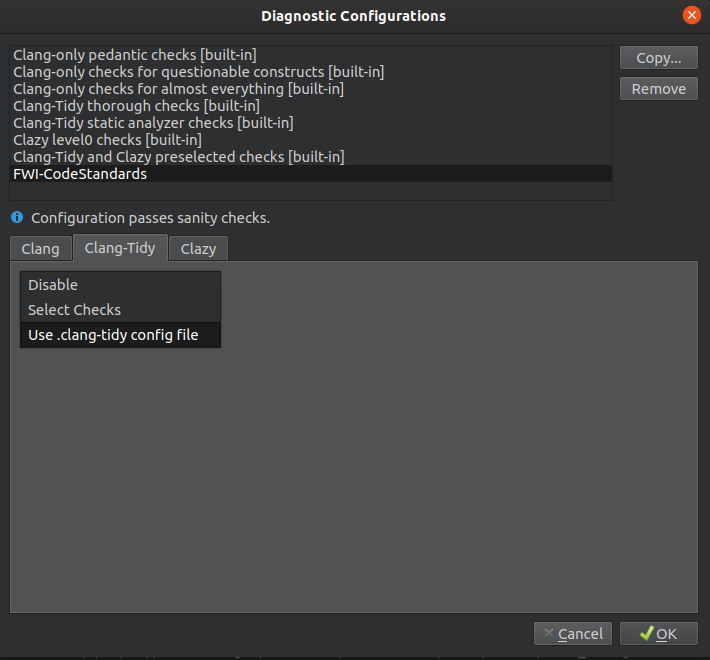 Diagnostic Configurations
Clang-only pedantic checks [built-in]
Clang-only checks for questionable constructs [built-in]
Clang-only checks for almost everything [built-in]
Clang-Tidy thorough checks [built-in]
Clang-Tidy static analyzer checks [built-in]
Clazy level0 checks [built-in]
Clang-Tidy and Clazy preselected checks [built-in]
FWI-CodeStandards
Copy...
Remove
Configuration passes sanity checks.
Clang Clang-Tidy Clazy
Disable
Select Checks
Use .clang-tidy config file
Cancel OK